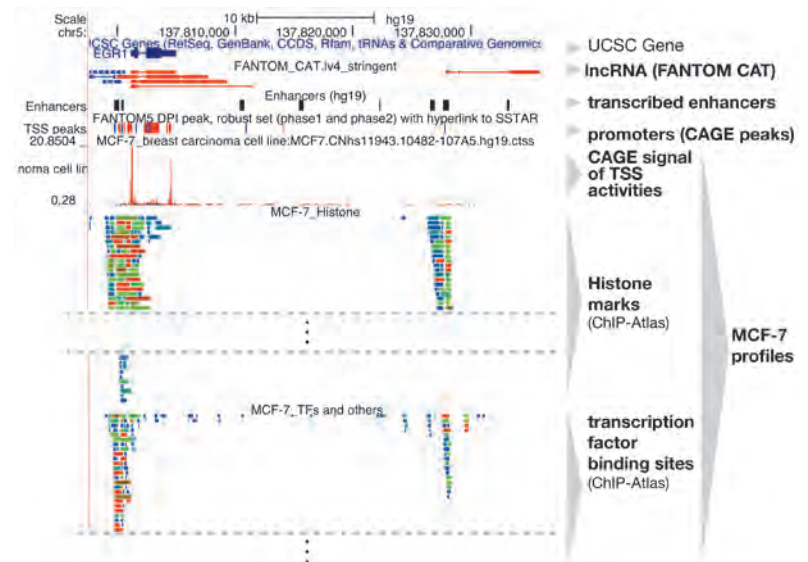 Scale
10 kb
hg19
chr5:
137,810,000
137,820,000
137,830,000
UCSC Genes (RefSeq, GenBank, CCDS, Rfam, tRNAs & Comparative Genomics
EGR1
FANTOM_CAT.lv4_stringent
Enhancers (hg19)
Enhancers
FANTOM5 DPI peak, robust set (phase1 and phase2) with hyperlink to SSTAR
TSS peaks
20.8504
MCF-7_breast carcinoma cell line:MCF7.CNhs11943.10482-107A5.hg19.ctss
noma cell lin
0.28
MCF-7_Histone
MCF-7_TFs and others
UCSC Gene
lncRNA (FANTOM CAT)
transcribed enhancers
promoters (CAGE peaks)
CAGE signal
of TSS
activities
Histone
marks
(ChIP-Atlas)
MCF-7
profiles
transcription
factor
binding sites
(ChIP-Atlas)